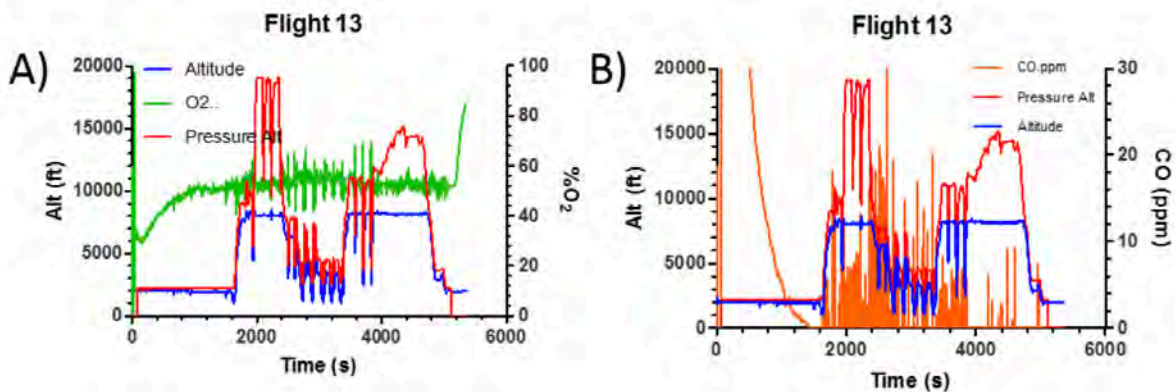 Flight 13
A)
Alt (ft)
20000
15000
10000
5000
0
Altitude
O2..
Pressure Alt
100
80
60
40
20
0
%O₂
0 2000 4000 6000
Time (s)
Flight 13
B)
Alt (ft)
20000
15000
10000
5000
0
CO.ppm
Pressure Alt
Altitude
30
20
10
0
CO (ppm)
0 2000 4000 6000
Time (s)